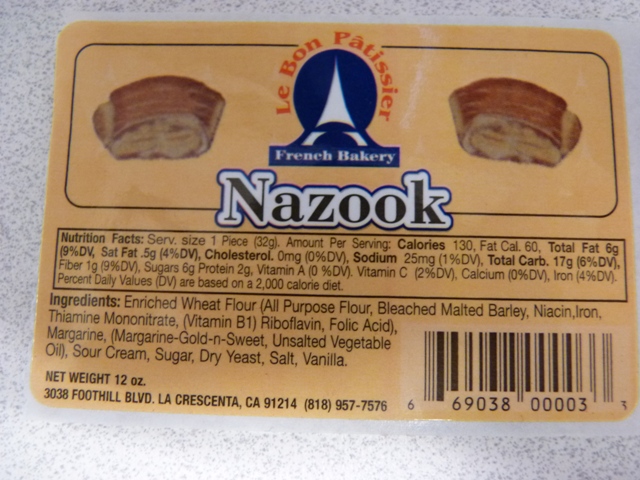 Le Bon Pâtissier
French Bakery
Nazook
Nutrition Facts: Serv. size 1 Piece (32g). Amount Per Serving: Calories 130, Fat Cal. 60, Total Fat 6g
(9%DV, Sat Fat .5g (4%DV), Cholesterol. 0mg (0%DV), Sodium 25mg (1%DV), Total Carb. 17g (6%DV),
Fiber 1g (9%DV), Sugars 6g Protein 2g, Vitamin A (0 %DV). Vitamin C (2%DV), Calcium (0%DV), Iron (4%DV).
Percent Daily Values (DV) are based on a 2,000 calorie diet.
Ingredients: Enriched Wheat Flour (All Purpose Flour, Bleached Malted Barley, Niacin,Iron,
Thiamine Mononitrate, (Vitamin B1) Riboflavin, Folic Acid),
Margarine, (Margarine-Gold-n-Sweet, Unsalted Vegetable
Oil), Sour Cream, Sugar, Dry Yeast, Salt, Vanilla.
NET WEIGHT 12 oz.
3038 FOOTHILL BLVD. LA CRESCENTA, CA 91214 (818) 957-7576
6 69038 00003 3